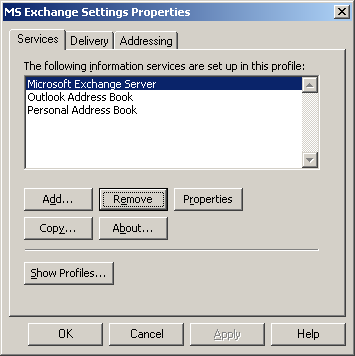 MS Exchange Settings Properties
Services Delivery Addressing
The following information services are set up in this profile:
Microsoft Exchange Server
Outlook Address Book
Personal Address Book
Add... Remove Properties
Copy... About...
Show Profiles...
OK Cancel Apply Help